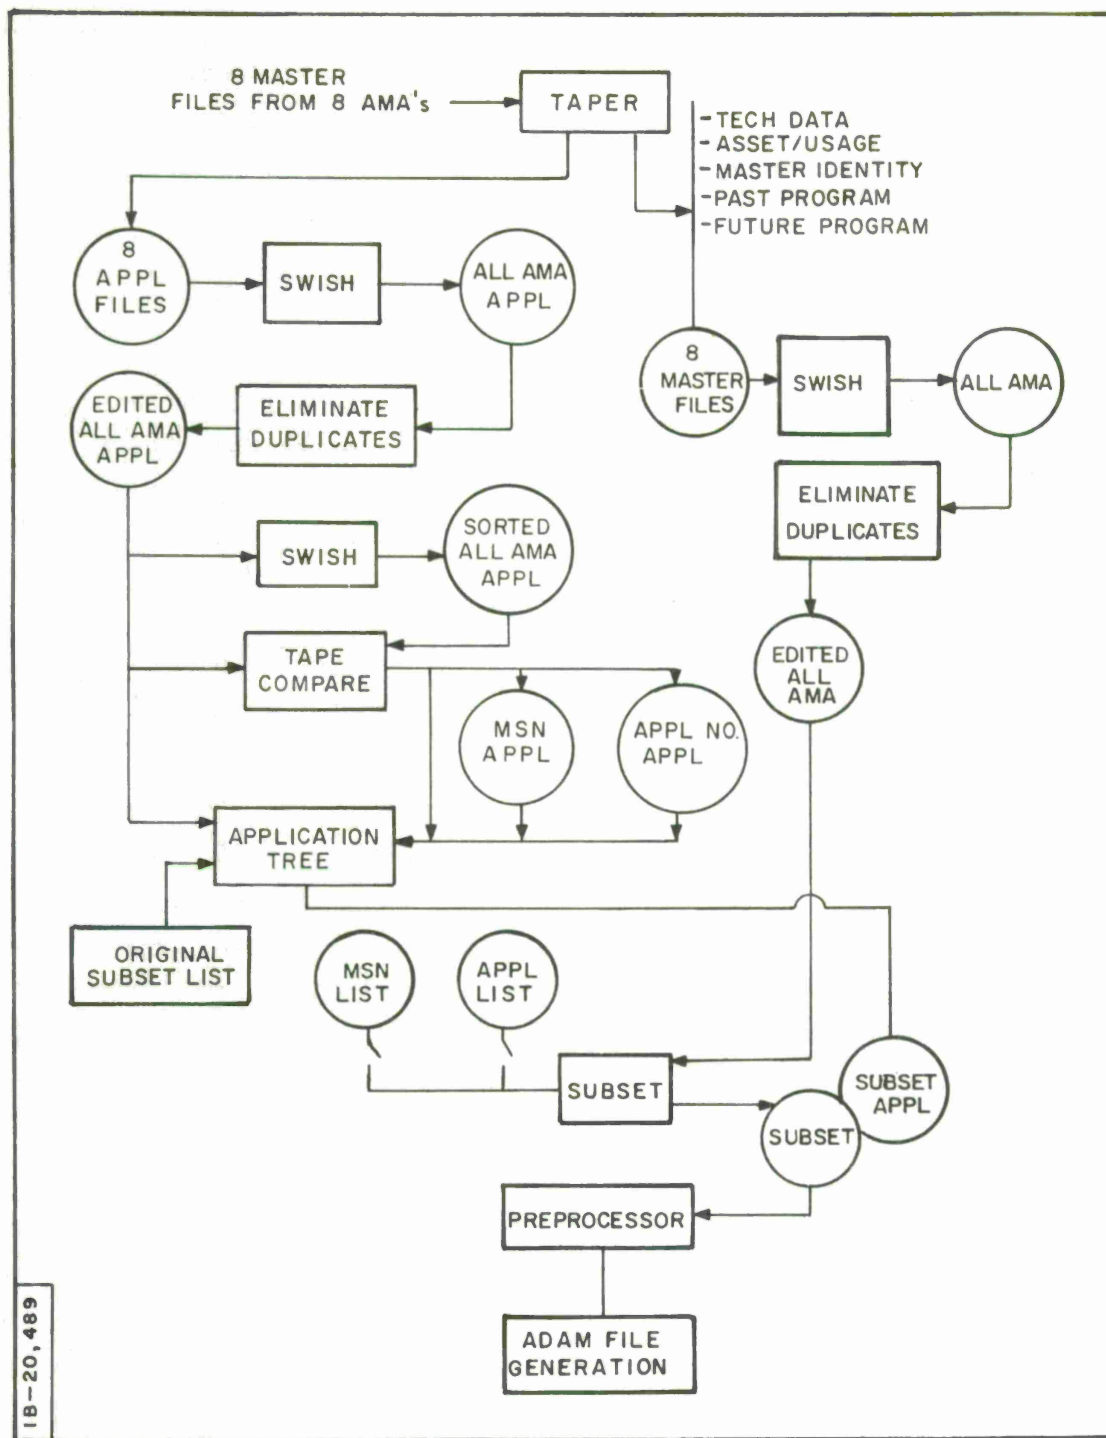 8 MASTER
FILES FROM 8 AMA's
TAPER
-TECH DATA
-ASSET/USAGE
-MASTER IDENTITY
-PAST PROGRAM
-FUTURE PROGRAM
8
APPL
FILES
SWISH
ALL AMA
APPL
8
MASTER
FILES
SWISH
ALL AMA
EDITED
ALL AMA
APPL
ELIMINATE
DUPLICATES
ELIMINATE
DUPLICATES
SWISH
SORTED
ALL AMA
APPL
TAPE
COMPARE
EDITED
ALL
AMA
MSN
APPL
APPL NO.
APPL
APPLICATION
TREE
ORIGINAL
SUBSET LIST
MSN
LIST
APPL
LIST
SUBSET
SUBSET
APPL
SUBSET
PREPROCESSOR
ADAM FILE
GENERATION
IB-20,489